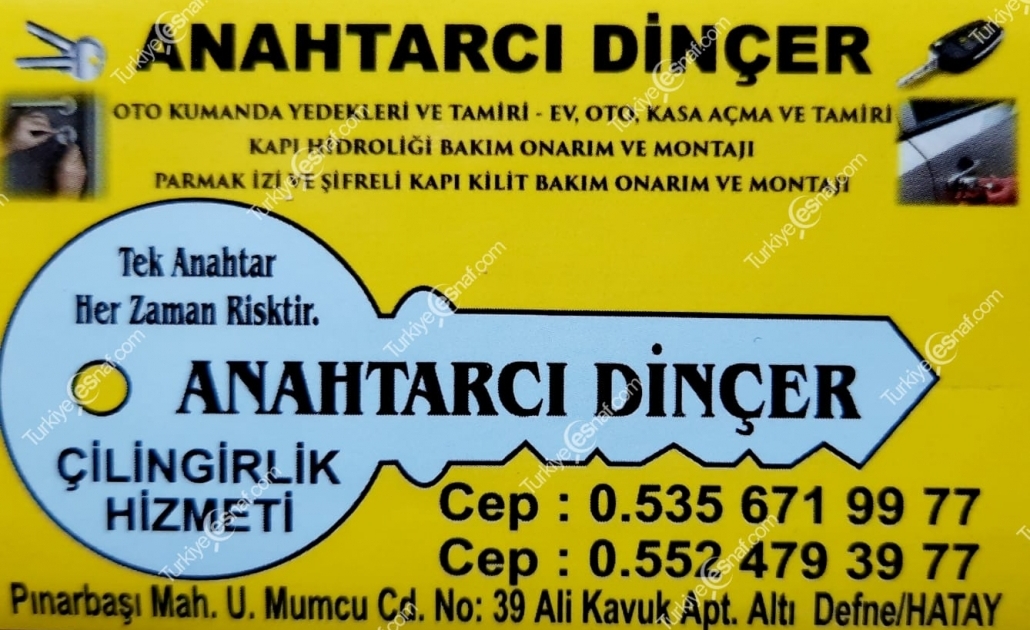 ANAHTARCI DİNÇER
OTO KUMANDA YEDEKLERİ VE TAMİRİ - EV, OTO, KASA AÇMA VE TAMİRİ
KAPI HİDROLİĞİ BAKIM ONARIM VE MONTAJI
PARMAK İZİ VE ŞİFRELİ KAPI KİLİT BAKIM ONARIM VE MONTAJI
Tek Anahtar
Her Zaman Risktir.
ANAHTARCI DİNÇER
ÇİLİNGİRLİK
HİZMETİ
Cep : 0.535 671 99 77
Cep : 0.552 479 39 77
Pınarbaşı Mah. U. Mumcu Cd. No: 39 Ali Kavuk Apt. Altı Defne/HATAY
Turkiyeesnaf.com